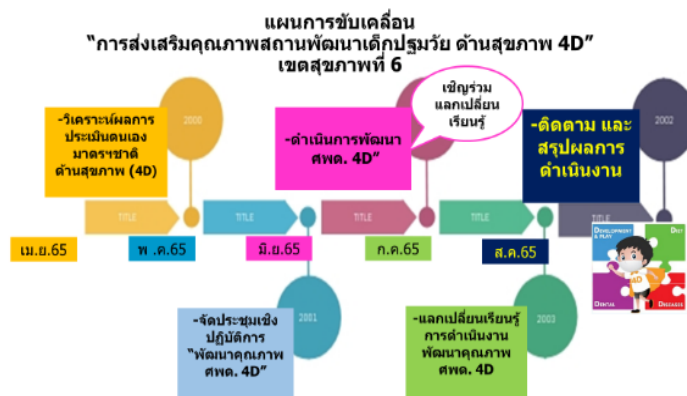 แผนการขับเคลื่อน
“การส่งเสริมคุณภาพสถานพัฒนาเด็กปฐมวัย ด้านสุขภาพ 4D”
เขตสุขภาพที่ 6
-วิเคราะห์ผลการ
ประเมินตนเอง
มาตรฯชาติ
ด้านสุขภาพ (4D)
2000
-ดำเนินการพัฒนา
ศพด. 4D“
เชิญร่วม
แลกเปลี่ยน
เรียนรู้
-ติดตาม และ
สรุปผลการ
ดำเนินงาน
2002
TITLE
TITLE
TITLE
TITLE
TITLE
เม.ย.65
พ .ค.65
มิ.ย.65
ก.ค.65
ส.ค.65
DEVELOPMENT
& PLAY
DIET
4D
DENTAL
DISEASES
-จัดประชุมเชิง
ปฏิบัติการ
“พัฒนาคุณภาพ
ศพด. 4D”
2001
-แลกเปลี่ยนเรียนรู้
การดำเนินงาน
พัฒนาคุณภาพ
ศพด. 4D
2003